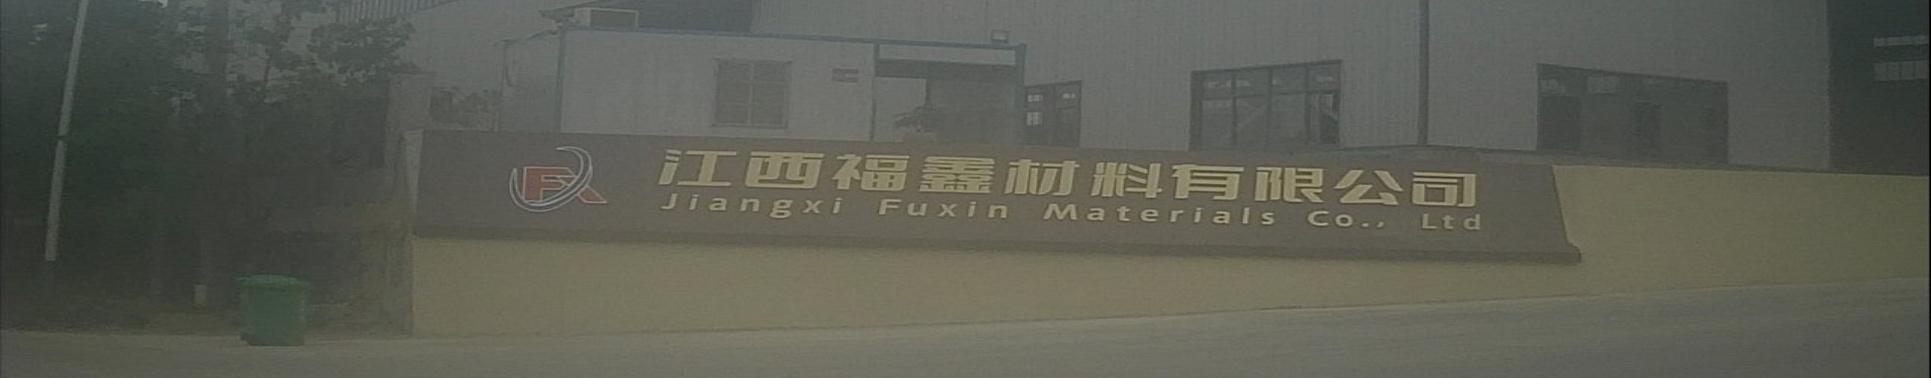 FX
江西福鑫材料有限公司
Jiangxi Fuxin Materials Co., Ltd